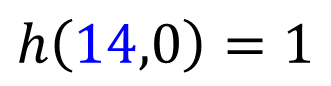 h(14,0) = 1